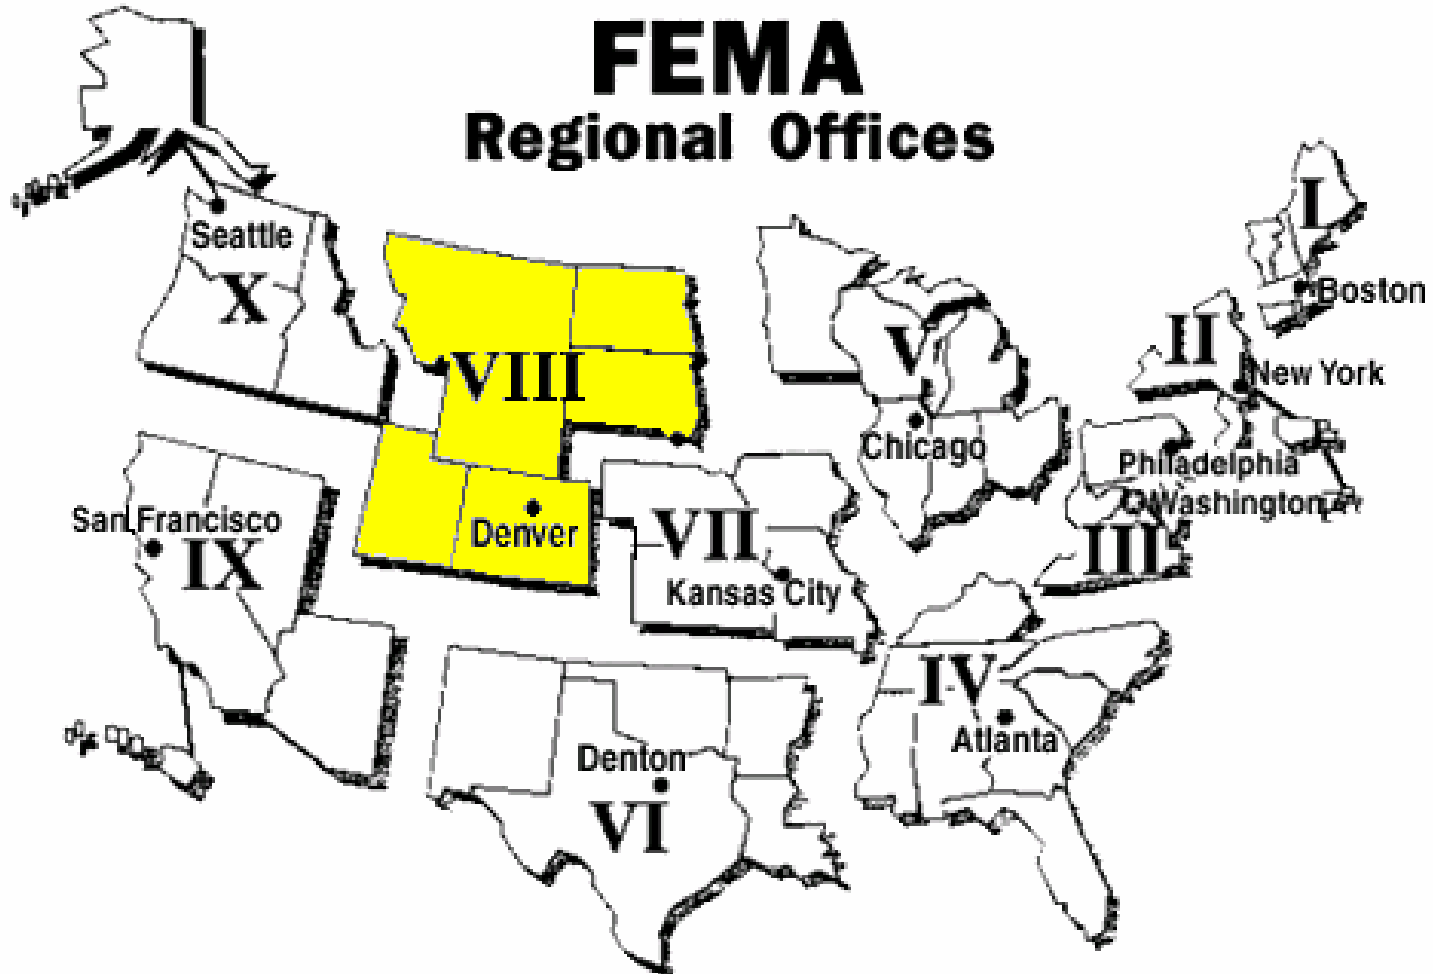 FEMA
Regional Offices
I
Seattle
X
Boston
II
V
VIII
New York
Chicago
Philadelphia
Washington
San Francisco
Denver
VII
III
IX
Kansas City
IV
Atlanta
Denton
VI